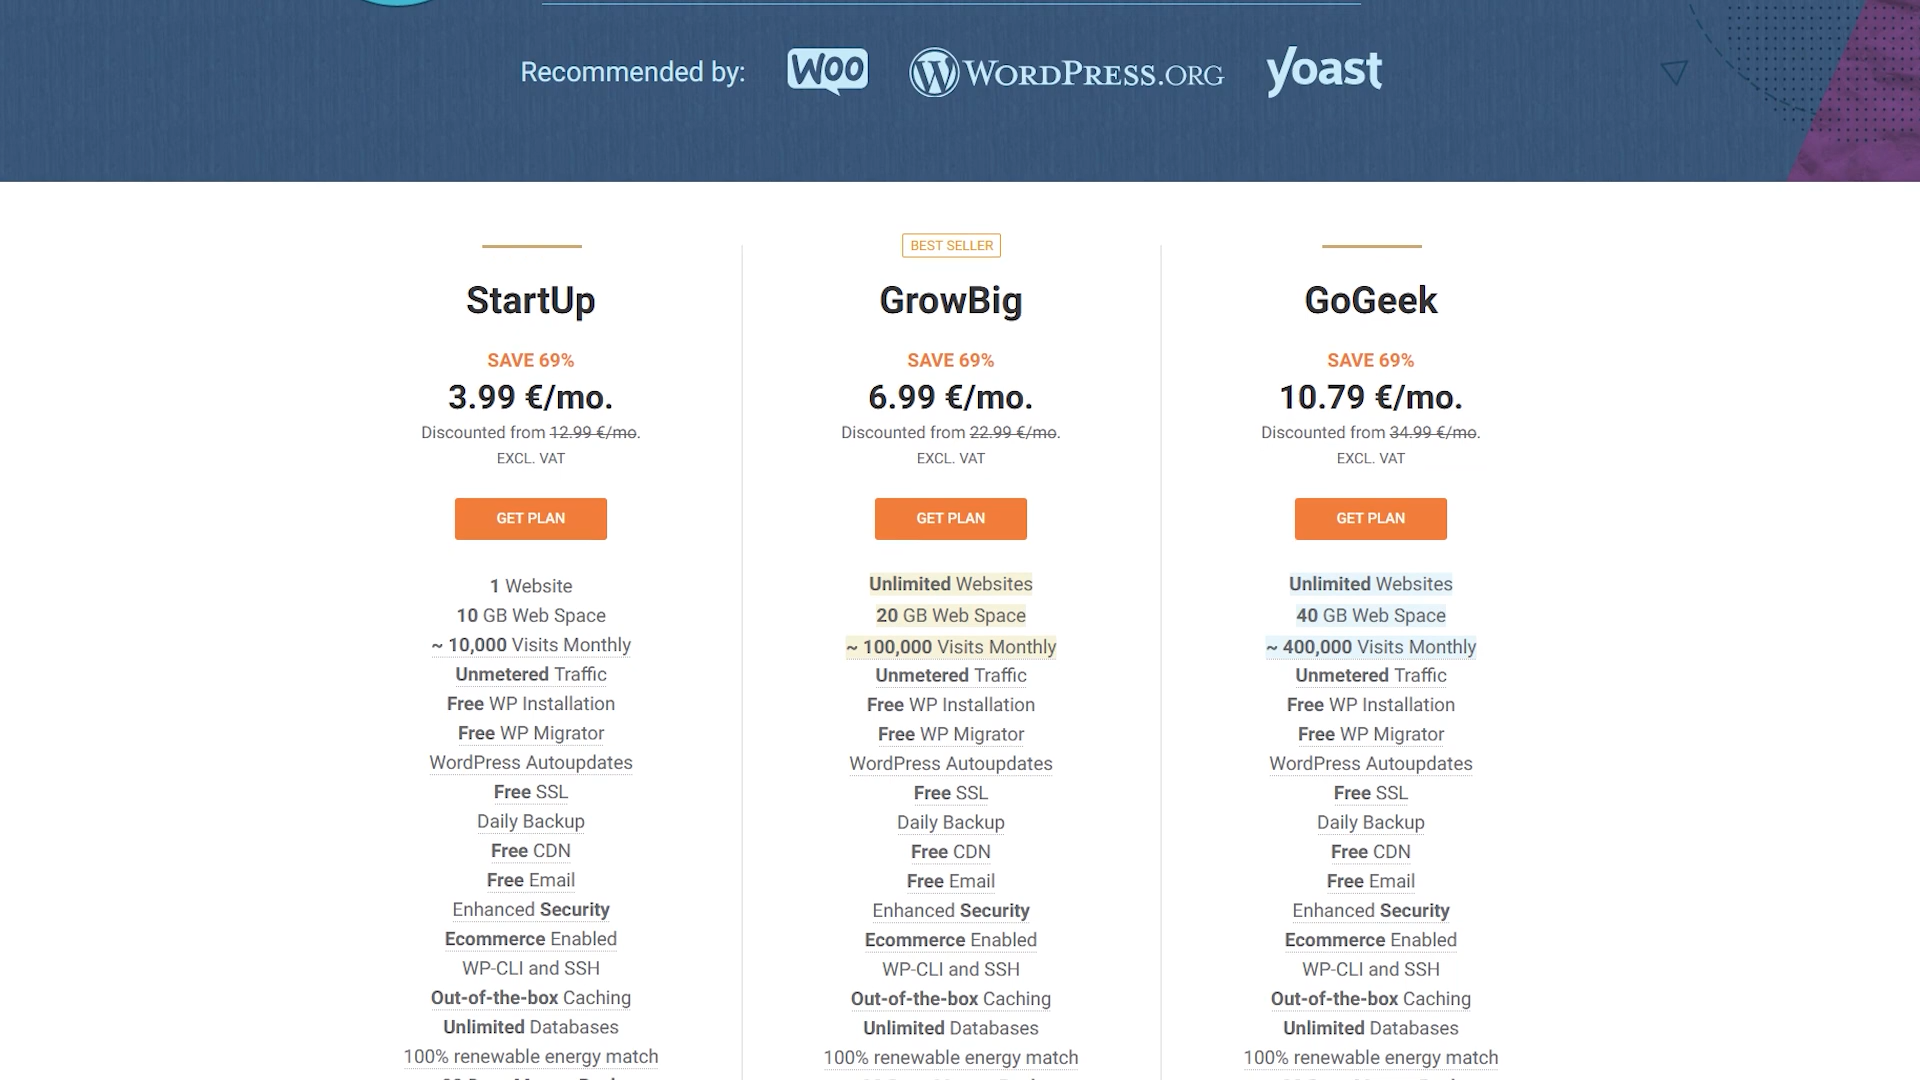 Recommended by: WOO WORDPRESS.ORG yoast
StartUp
SAVE 69%
3.99 €/mo.
Discounted from 12.99 €/mo.
EXCL. VAT
GET PLAN
1 Website
10 GB Web Space
~ 10,000 Visits Monthly
Unmetered Traffic
Free WP Installation
Free WP Migrator
WordPress Autoupdates
Free SSL
Daily Backup
Free CDN
Free Email
Enhanced Security
Ecommerce Enabled
WP-CLI and SSH
Out-of-the-box Caching
Unlimited Databases
100% renewable energy match
BEST SELLER
GrowBig
SAVE 69%
6.99 €/mo.
Discounted from 22.99 €/mo.
EXCL. VAT
GET PLAN
Unlimited Websites
20 GB Web Space
~ 100,000 Visits Monthly
Unmetered Traffic
Free WP Installation
Free WP Migrator
WordPress Autoupdates
Free SSL
Daily Backup
Free CDN
Free Email
Enhanced Security
Ecommerce Enabled
WP-CLI and SSH
Out-of-the-box Caching
Unlimited Databases
100% renewable energy match
GoGeek
SAVE 69%
10.79 €/mo.
Discounted from 34.99 €/mo.
EXCL. VAT
GET PLAN
Unlimited Websites
40 GB Web Space
~ 400,000 Visits Monthly
Unmetered Traffic
Free WP Installation
Free WP Migrator
WordPress Autoupdates
Free SSL
Daily Backup
Free CDN
Free Email
Enhanced Security
Ecommerce Enabled
WP-CLI and SSH
Out-of-the-box Caching
Unlimited Databases
100% renewable energy match